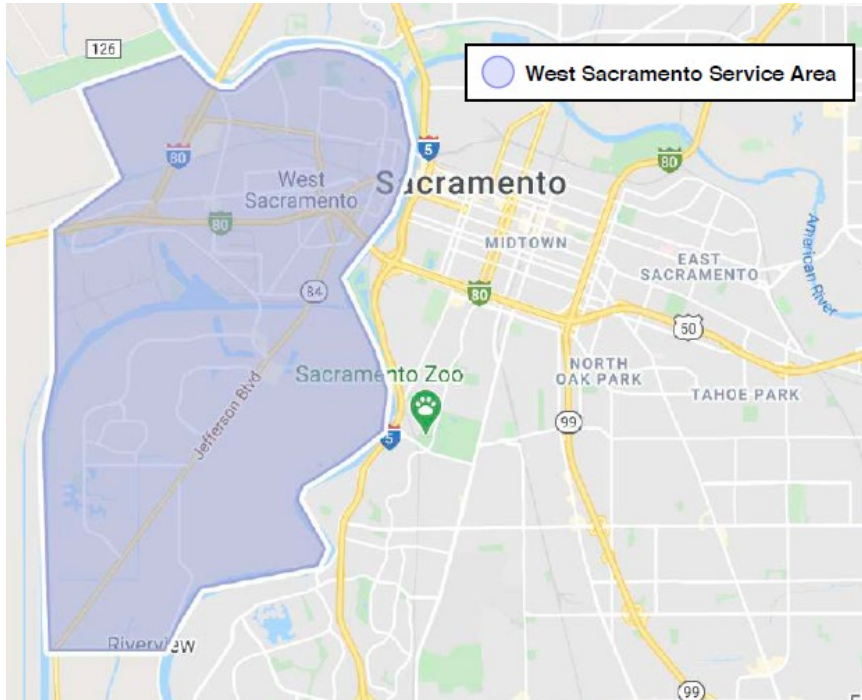 126
West Sacramento Service Area
80
5
80
West
Sacramento
Sacramento
80
MIDTOWN
EAST
SACRAMENTO
American River
84
80
50
Sacramento Zoo
NORTH
OAK PARK
TAHOE PARK
Jefferson Blvd
99
5
Riverview
99